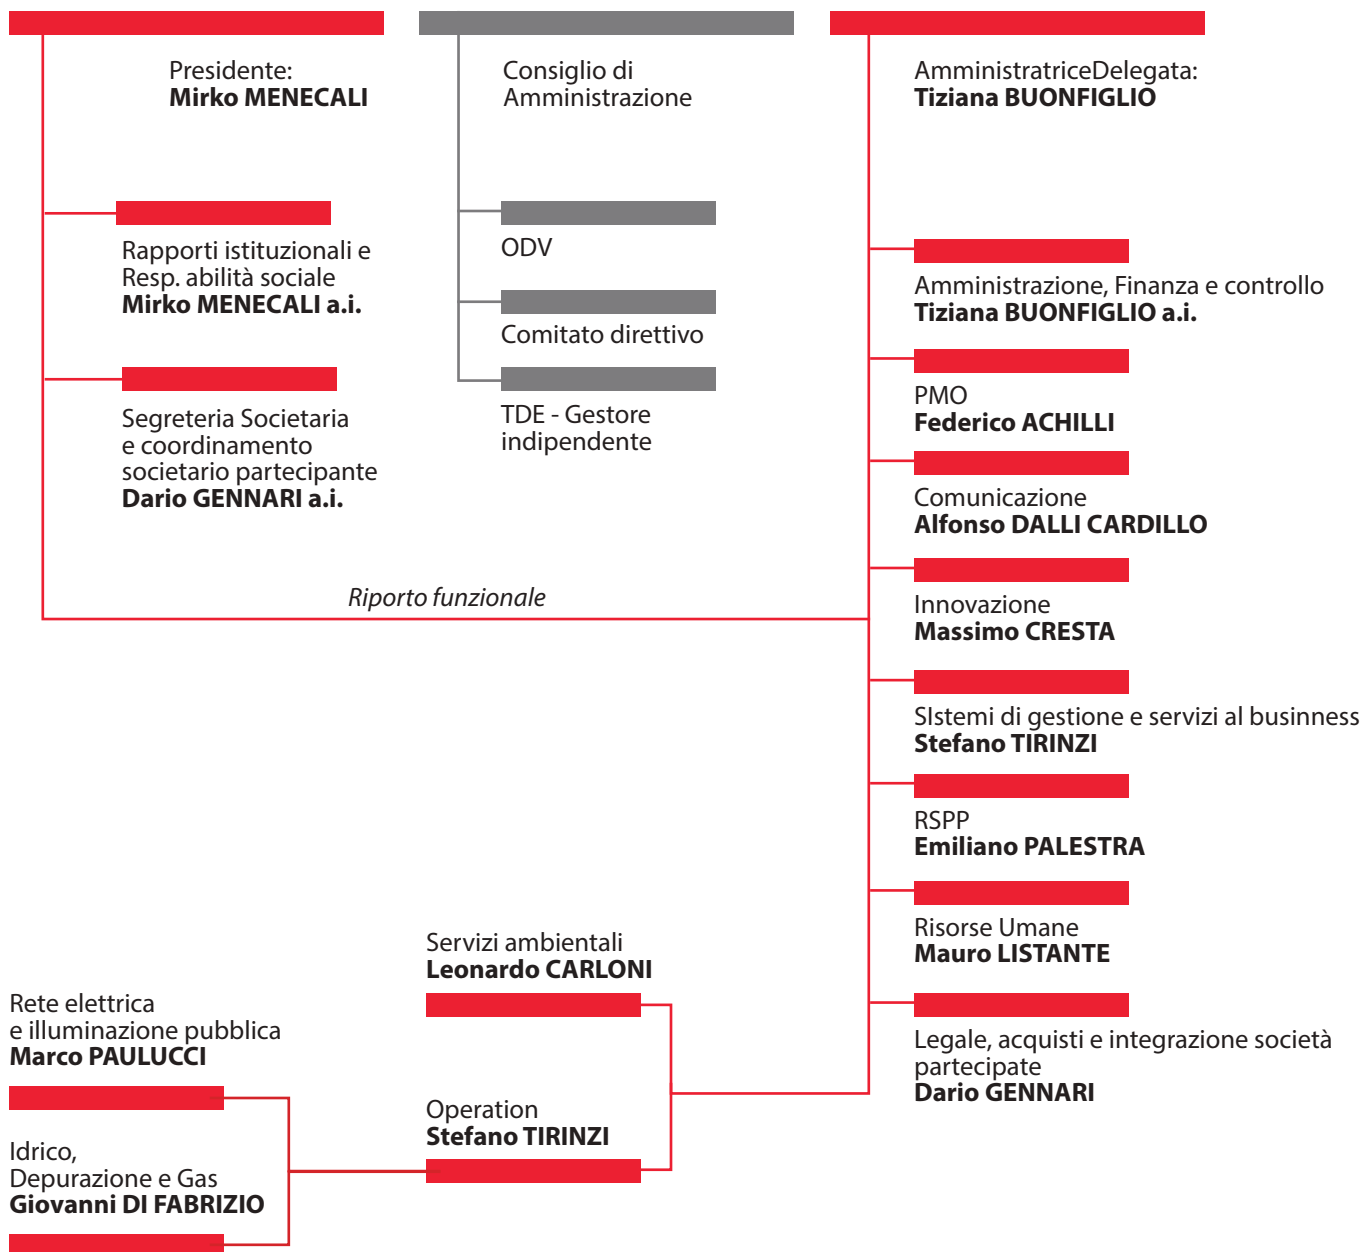 Presidente:
Mirko MENECALI
Rapporti istituzionali e
Resp. abilità sociale
Mirko MENECALI a.i.
Segreteria Societaria
e coordinamento
societario partecipante
Dario GENNARI a.i.
Consiglio di
Amministrazione
ODV
Comitato direttivo
TDE - Gestore
indipendente
AmministratriceDelegata:
Tiziana BUONFIGLIO
Amministrazione, Finanza e controllo
Tiziana BUONFIGLIO a.i.
PMO
Federico ACHILLI
Comunicazione
Alfonso DALLI CARDILLO
Innovazione
Massimo CRESTA
SIstemi di gestione e servizi al businness
Stefano TIRINZI
RSPP
Emiliano PALESTRA
Risorse Umane
Mauro LISTANTE
Legale, acquisti e integrazione società
partecipate
Dario GENNARI
Riporto funzionale
Servizi ambientali
Leonardo CARLONI
Operation
Stefano TIRINZI
Rete elettrica
e illuminazione pubblica
Marco PAULUCCI
Idrico,
Depurazione e Gas
Giovanni DI FABRIZIO